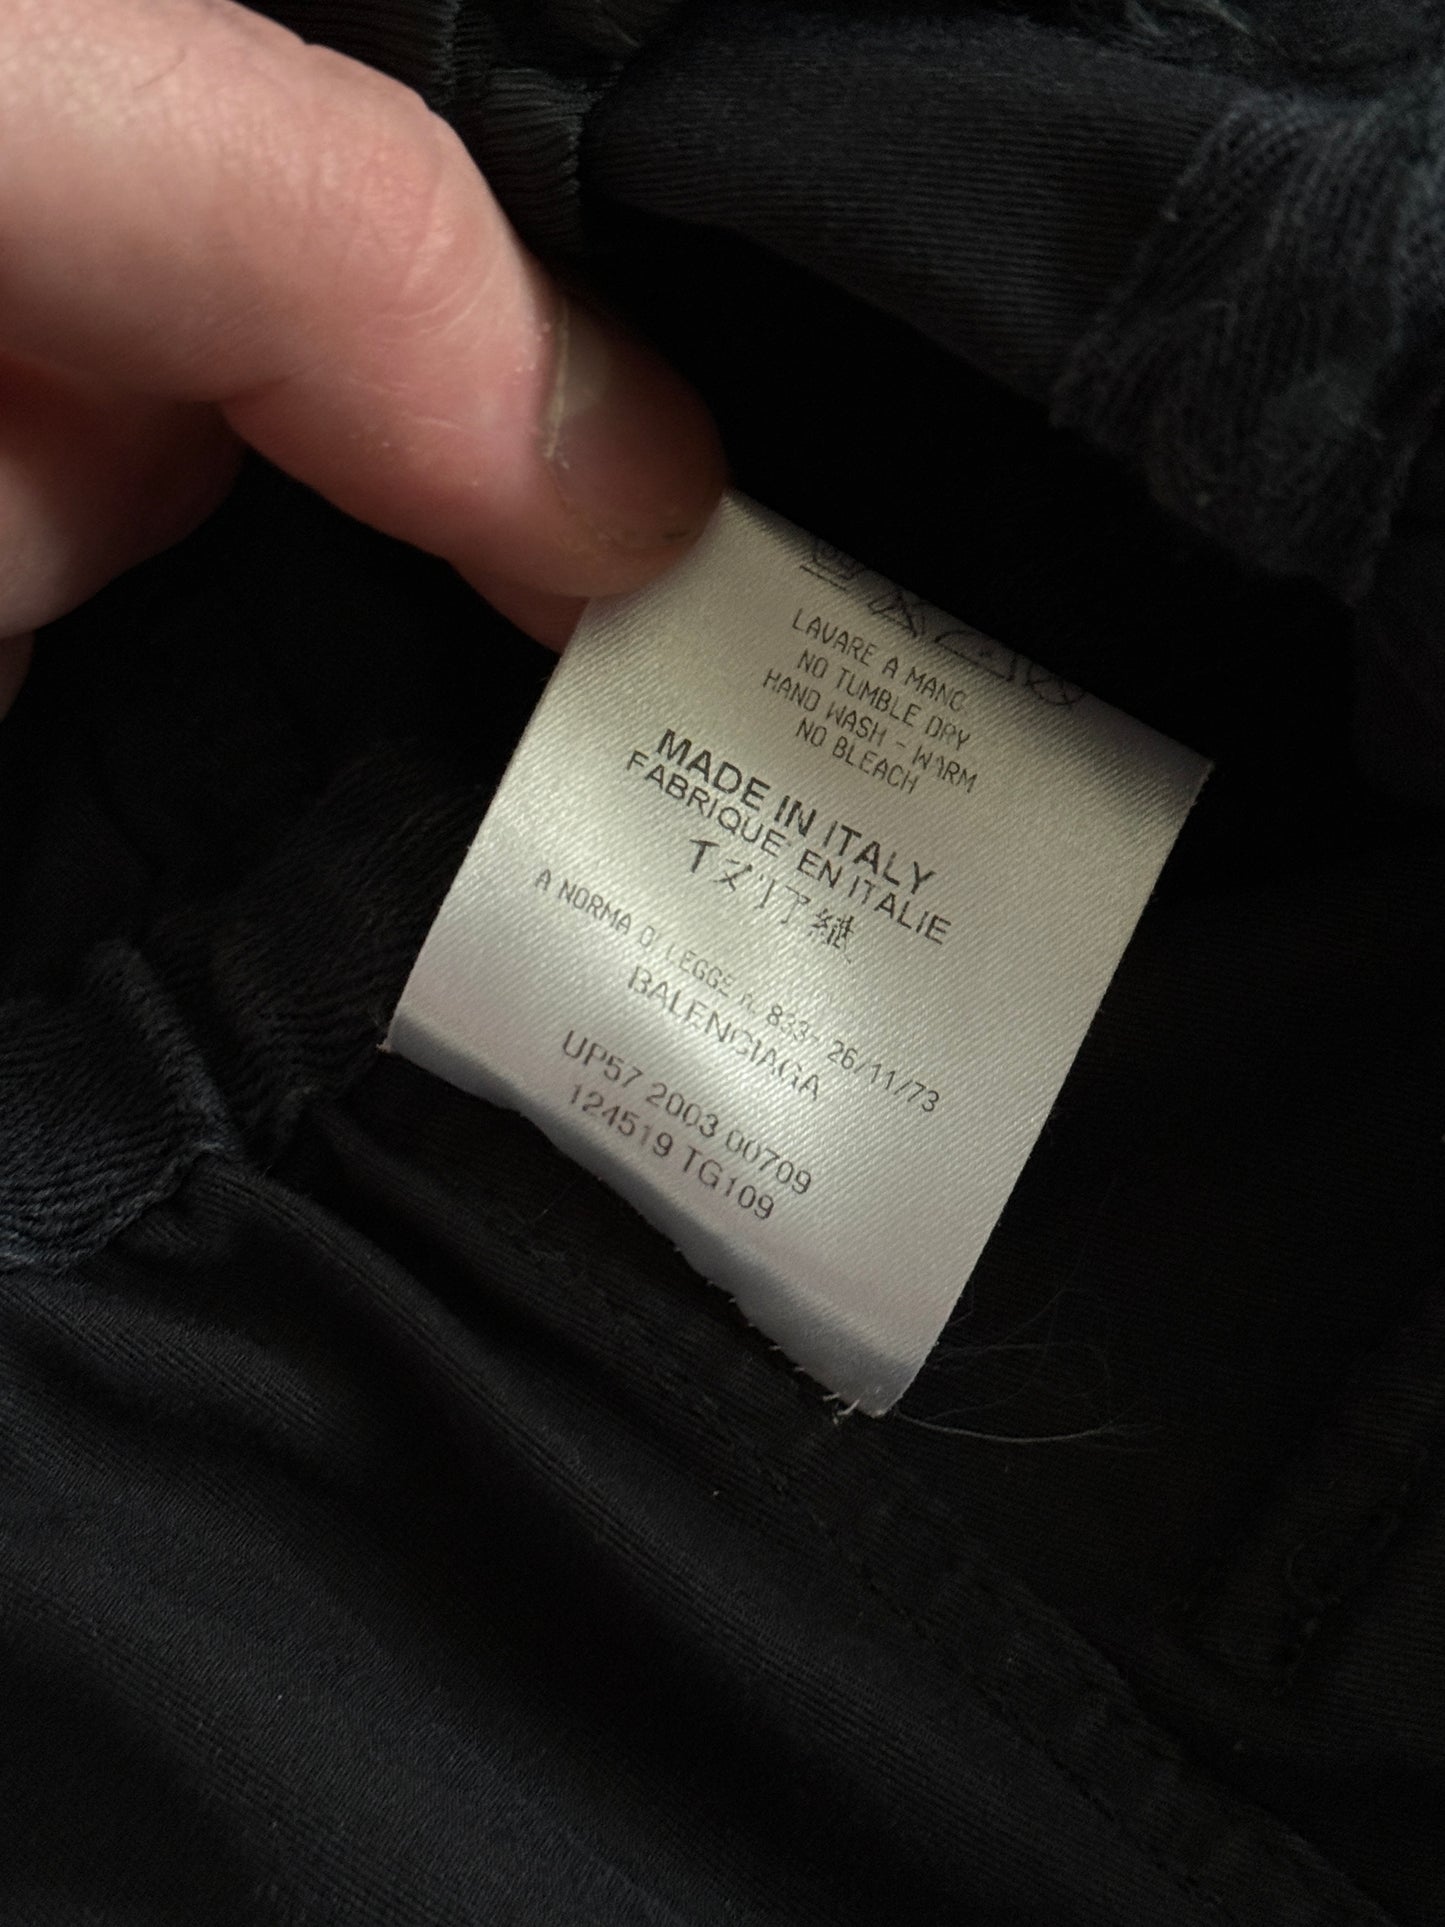 LAVARE A MANO
NO TUMBLE DRY
HAND WASH - WARM
NO BLEACH
MADE IN ITALY
FABRIQUE EN ITALIE
A NORMA DI LEGGE n. 833- 26/11/73
BALENCIAGA
UP57 2003 00709
124519 TG109